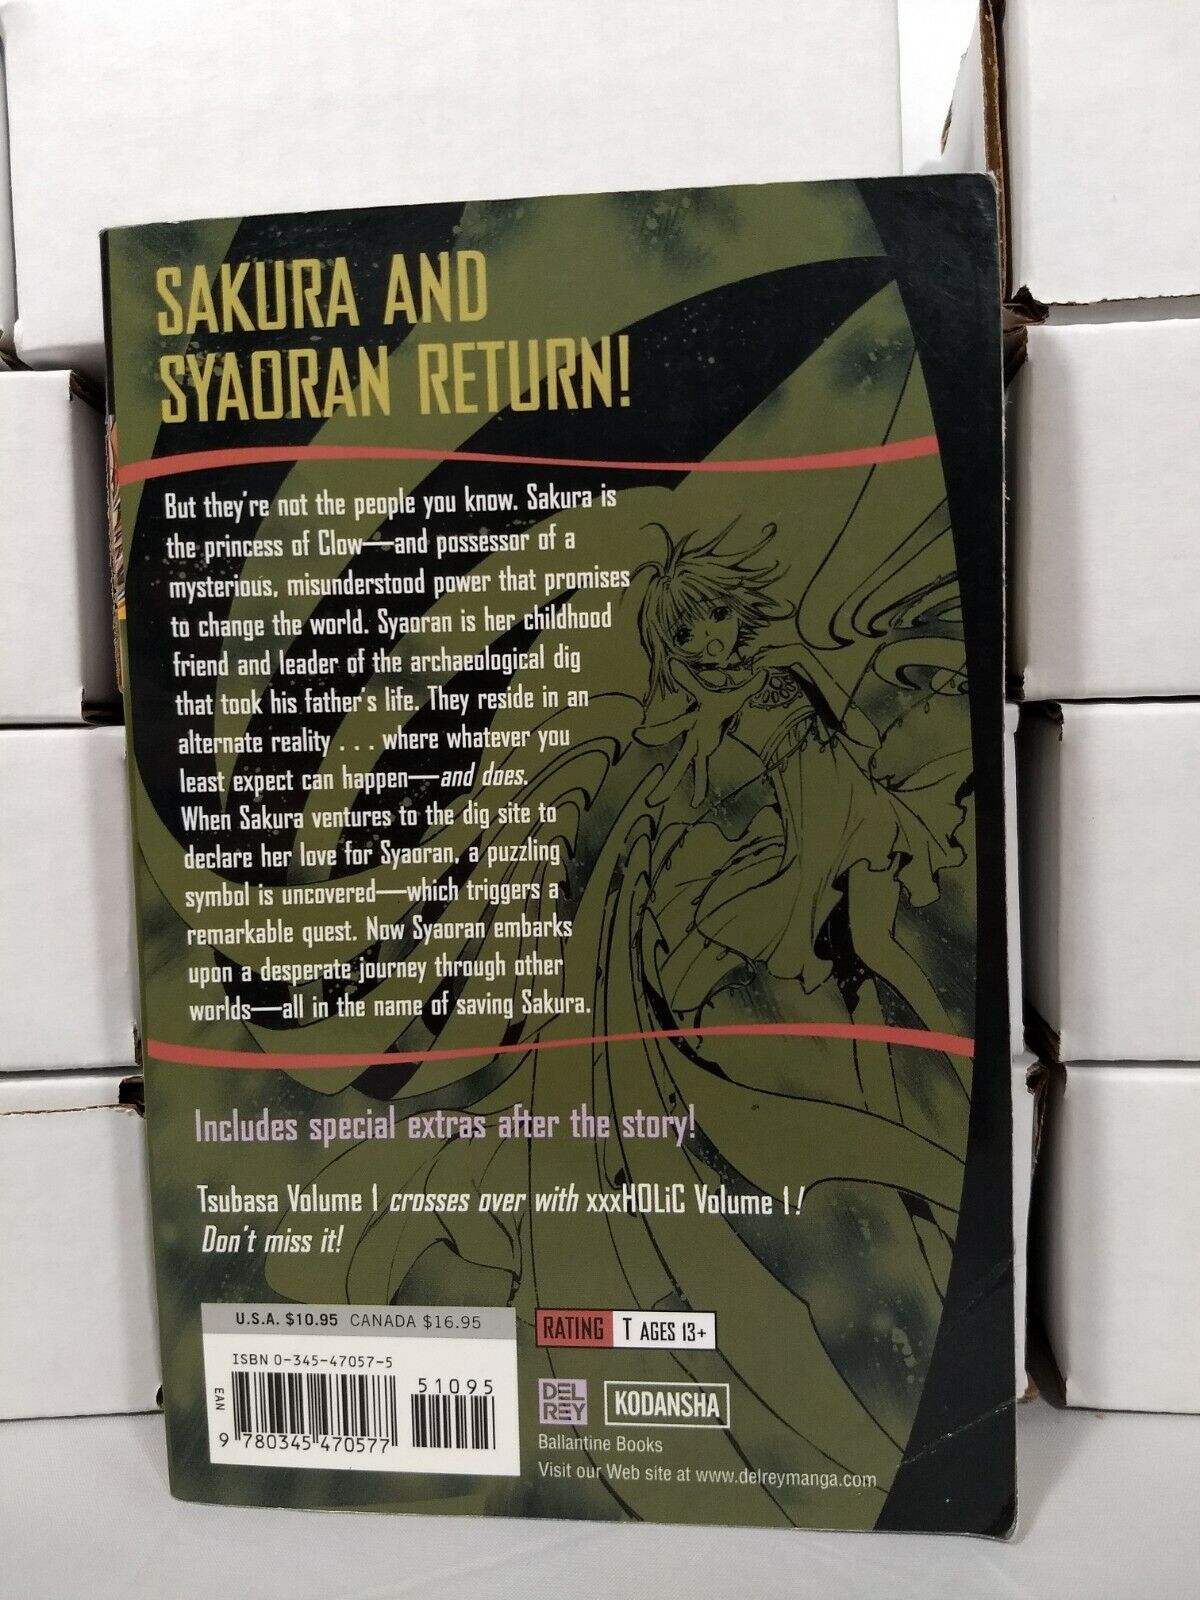 SAKURA AND
SYAORAN RETURN!
But they're not the people you know. Sakura is
the princess of Clow—and possessor of a
mysterious, misunderstood power that promises
to change the world. Syaoran is her childhood
friend and leader of the archaeological dig
that took his father's life. They reside in an
alternate reality . . . where whatever you
least expect can happen—and does.
When Sakura ventures to the dig site to
declare her love for Syaoran, a puzzling
symbol is uncovered—which triggers a
remarkable quest. Now Syaoran embarks
upon a desperate journey through other
worlds—all in the name of saving Sakura.
Includes special extras after the story!
Tsubasa Volume 1 crosses over with xxxHOLiC Volume 1!
Don't miss it!
U.S.A. $10.95 CANADA $16.95
ISBN 0-345-47057-5
51095
EAN
9 780345 470577
RATING T AGES 13+
DEL
REY
KODANSHA
Ballantine Books
Visit our Web site at www.delreymanga.com